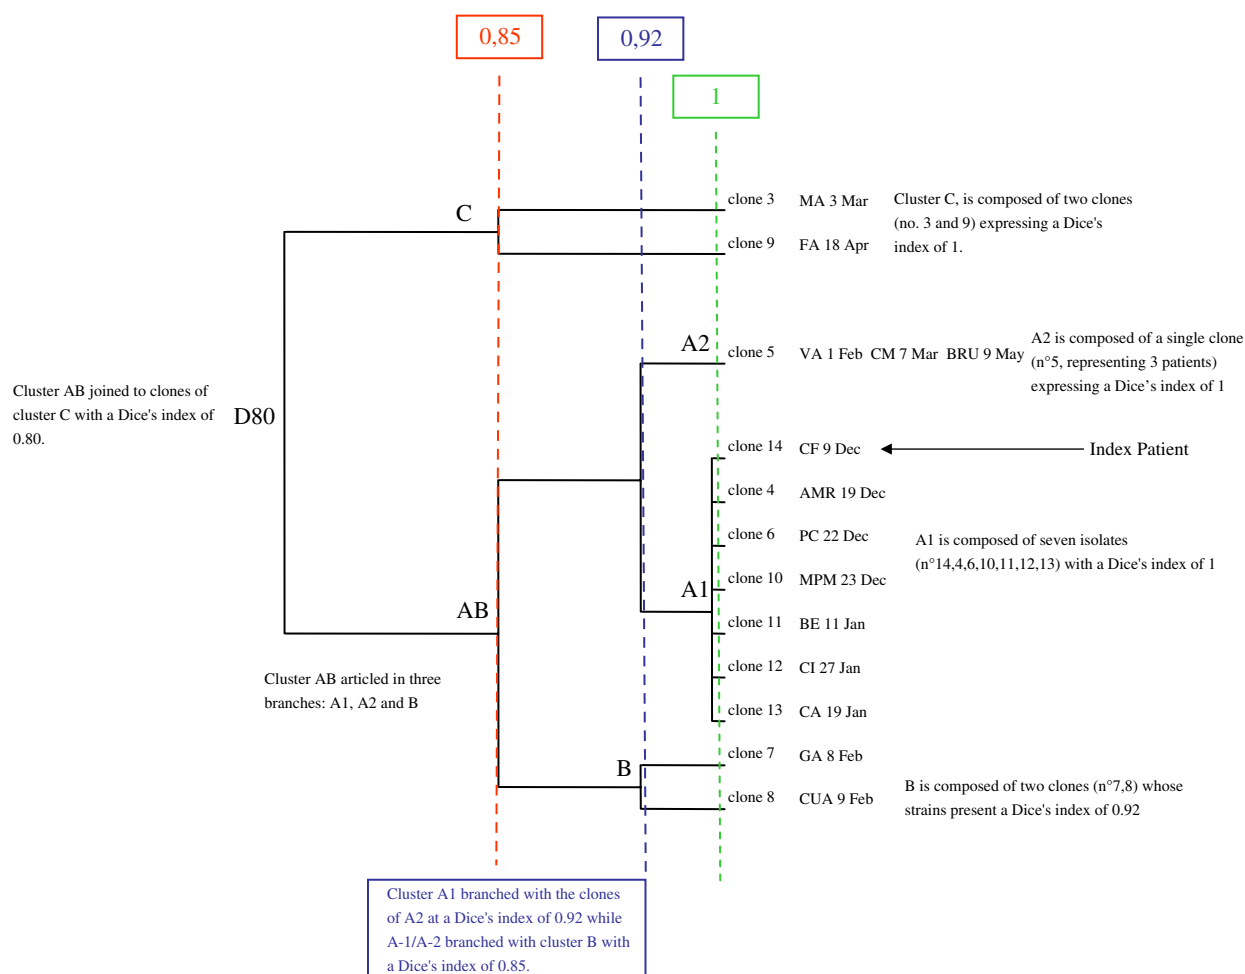 0,85
0,92
1
C
clone 3 MA 3 Mar
clone 9 FA 18 Apr
Cluster C, is composed of two clones
(no. 3 and 9) expressing a Dice's
index of 1.
A2
clone 5 VA 1 Feb CM 7 Mar BRU 9 May
A2 is composed of a single clone
(n°5, representing 3 patients)
expressing a Dice’s index of 1
Cluster AB joined to clones of
cluster C with a Dice's index of
0.80.
D80
clone 14 CF 9 Dec
Index Patient
clone 4 AMR 19 Dec
clone 6 PC 22 Dec
clone 10 MPM 23 Dec
A1
clone 11 BE 11 Jan
clone 12 CI 27 Jan
clone 13 CA 19 Jan
A1 is composed of seven isolates
(n°14,4,6,10,11,12,13) with a Dice's index of 1
AB
Cluster AB articled in three
branches: A1, A2 and B
B
clone 7 GA 8 Feb
clone 8 CUA 9 Feb
B is composed of two clones (n°7,8) whose
strains present a Dice's index of 0.92
Cluster A1 branched with the clones
of A2 at a Dice's index of 0.92 while
A-1/A-2 branched with cluster B with
a Dice's index of 0.85.